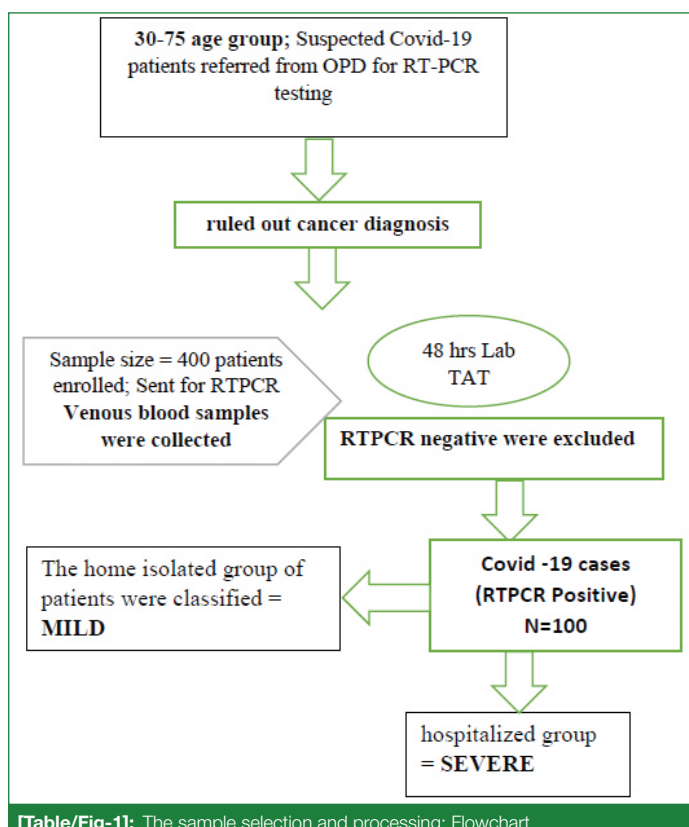 30-75 age group; Suspected Covid-19
patients referred from OPD for RT-PCR
testing
ruled out cancer diagnosis
Sample size = 400 patients
enrolled; Sent for RTPCR
Venous blood samples
were collected
48 hrs Lab
TAT
RTPCR negative were excluded
Covid -19 cases
(RTPCR Positive)
N=100
The home isolated group of
patients were classified =
MILD
hospitalized group
= SEVERE
[Table/Fig-1]: The sample selection and processing: Flowchart